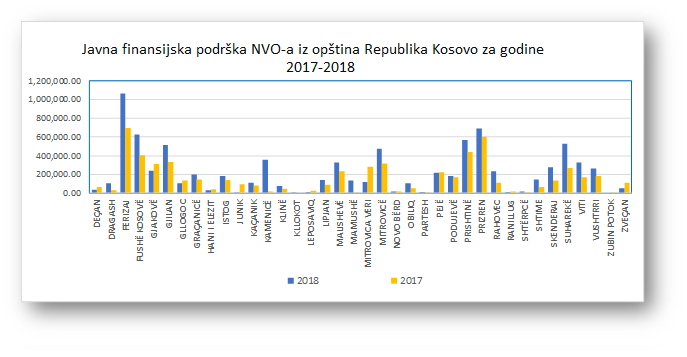 Javna finansijska podrška NVO-a iz opština Republika Kosovo za godine
2017-2018
1,200,000.00
1,000,000.00
800,000.00
600,000.00
400,000.00
200,000.00
0.00
DEÇAN
DRAGASH
FERIZAJ
FUSHË KOSOVË
GJAKOVË
GJILAN
GLLOGOC
GRAÇANICË
HANI I ELEZIT
ISTOG
JUNIK
KAÇANIK
KAMENICË
KLINË
KLLOKOT
LEPOSAVIQ
LIPJAN
MALISHEVË
MAMUSHË
MITROVICA VERI
MITROVICË
NOVO BËRD
OBILIQ
PARTESH
PEJË
PODUJEVË
PRISHTINË
PRIZREN
RAHOVEC
RANILLUG
SHTËRPCË
SHTIME
SKENDERAJ
SUHAREKË
VITI
VUSHTRRI
ZUBIN POTOK
ZVEÇAN
2018
2017